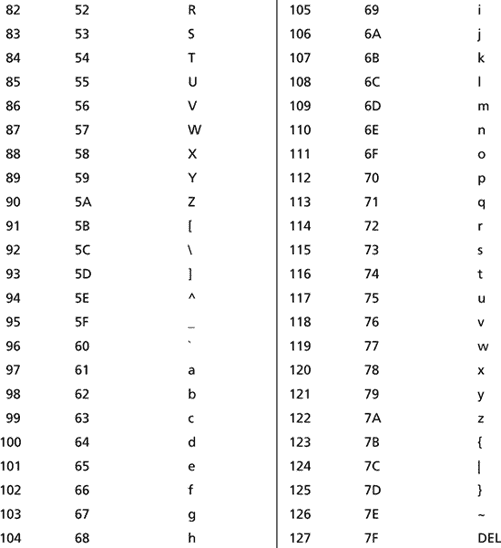 82 52 R 105 69 i
83 53 S 106 6A j
84 54 T 107 6B k
85 55 U 108 6C l
86 56 V 109 6D m
87 57 W 110 6E n
88 58 X 111 6F o
89 59 Y 112 70 p
90 5A Z 113 71 q
91 5B [ 114 72 r
92 5C \ 115 73 s
93 5D ] 116 74 t
94 5E ^ 117 75 u
95 5F _ 118 76 v
96 60 ` 119 77 w
97 61 a 120 78 x
98 62 b 121 79 y
99 63 c 122 7A z
100 64 d 123 7B {
101 65 e 124 7C |
102 66 f 125 7D }
103 67 g 126 7E ~
104 68 h 127 7F DEL